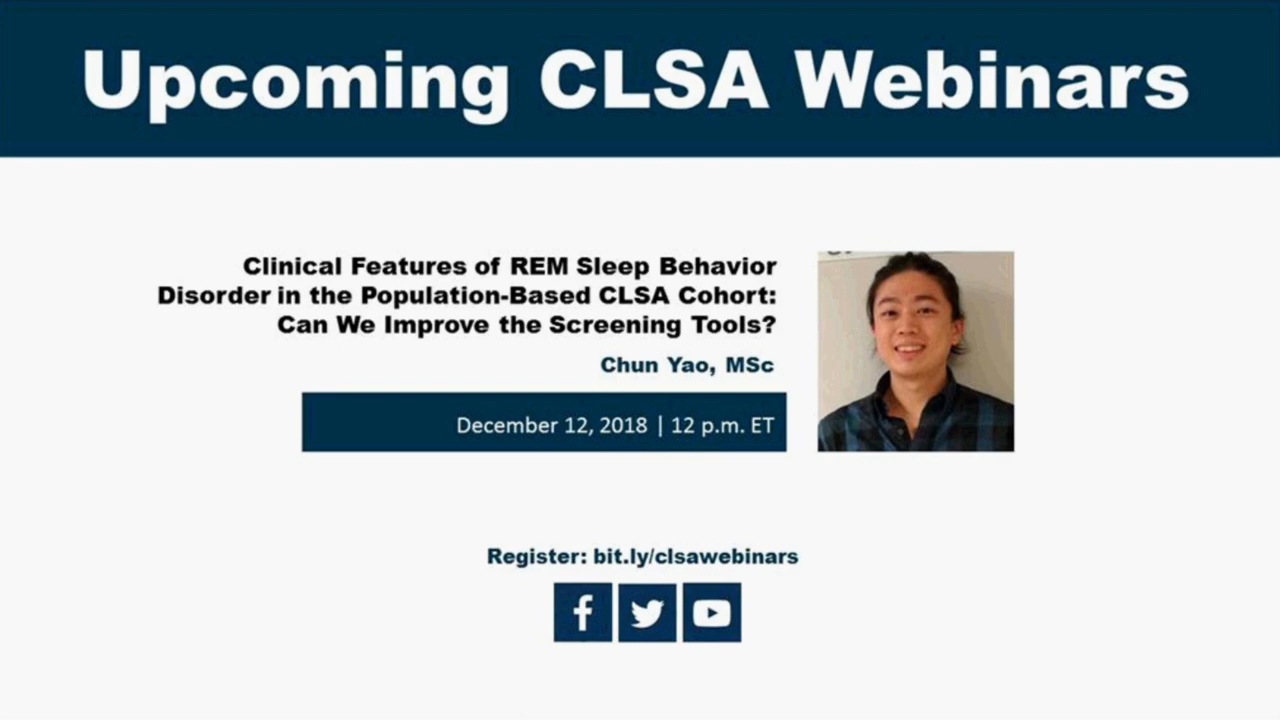 Upcoming CLSA Webinars
Clinical Features of REM Sleep Behavior
Disorder in the Population-Based CLSA Cohort:
Can We Improve the Screening Tools?
Chun Yao, MSc
December 12, 2018 | 12 p.m. ET
Register: bit.ly/clsawebinars